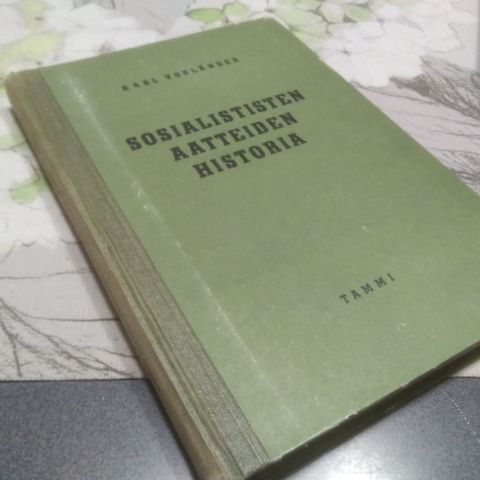 KARL VORLÄNDER
SOSIALISTISTEN
AATTEIDEN
HISTORIA
TAMMI